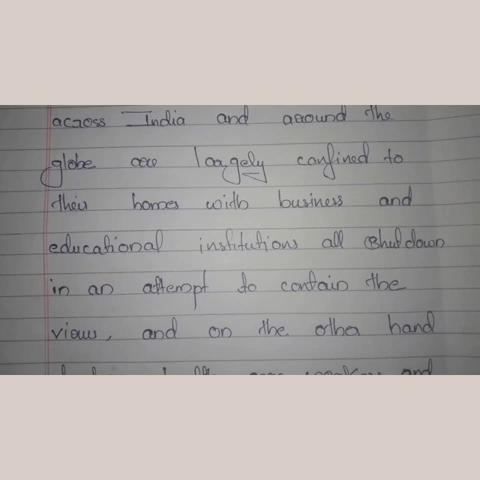 across India and around the
globe are largely confined to
their homes with business and
educational institutions all shutdown
in an attempt to contain the
virus, and on the other hand
and